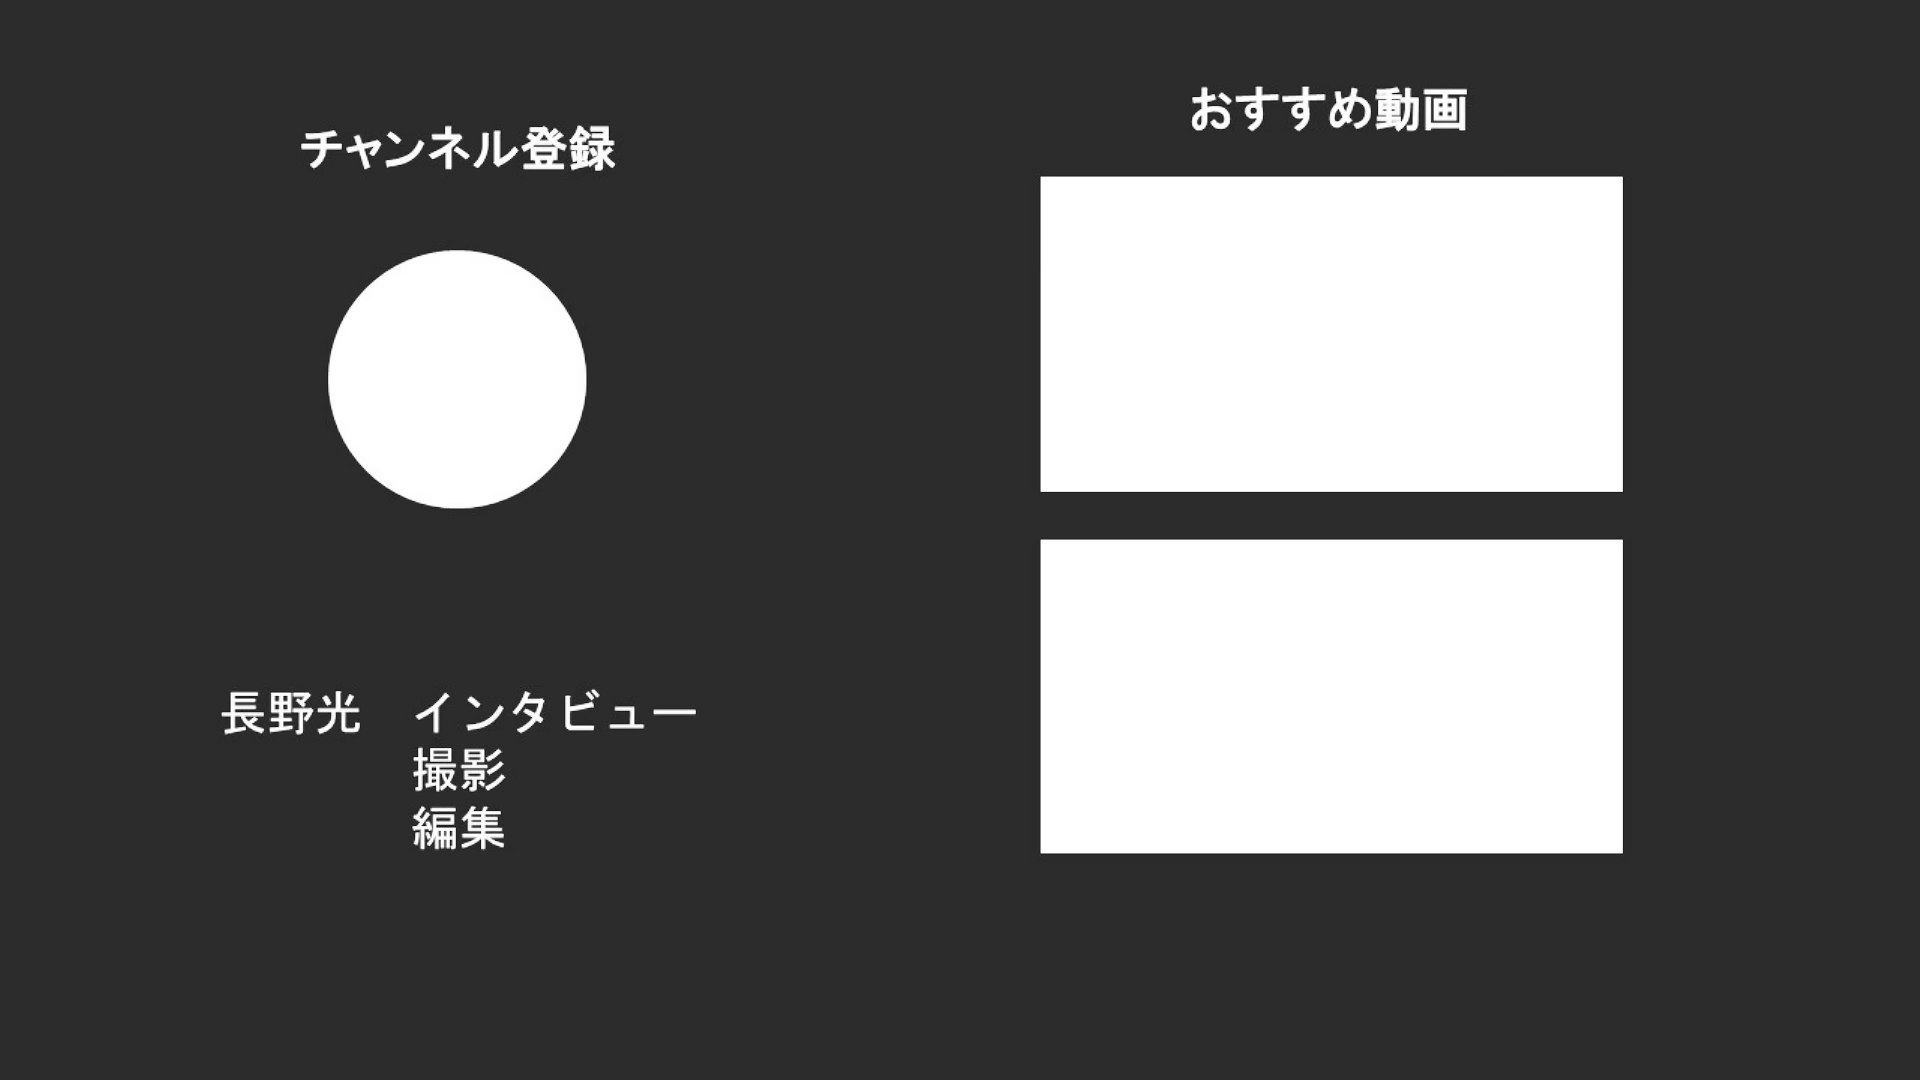 チャンネル登録
おすすめ動画
長野光　インタビュー
撮影
編集